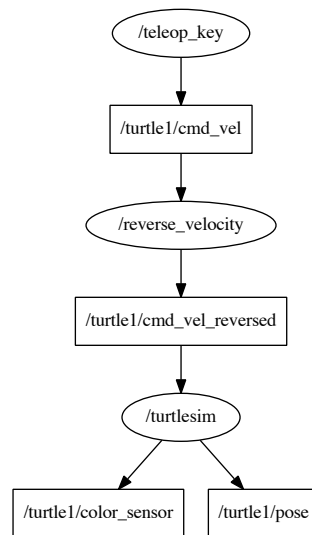 /teleop_key
/turtle1/cmd_vel
/reverse_velocity
/turtle1/cmd_vel_reversed
/turtlesim
/turtle1/color_sensor
/turtle1/pose